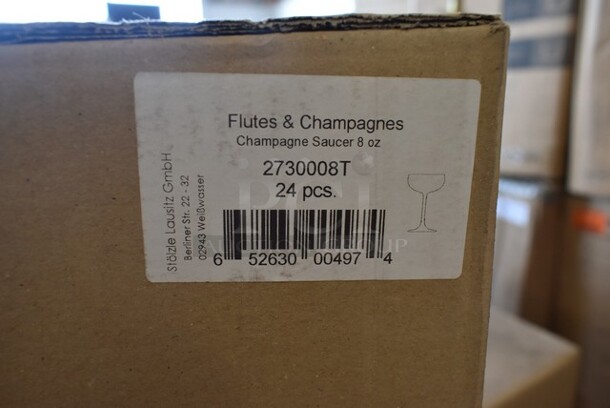 Flutes & Champagnes
Champagne Saucer 8 oz
2730008T
24 pcs.
6 52630 00497 4
Stölzle Lausitz GmbH
Berliner Str. 22 - 32
02943 Weißwasser